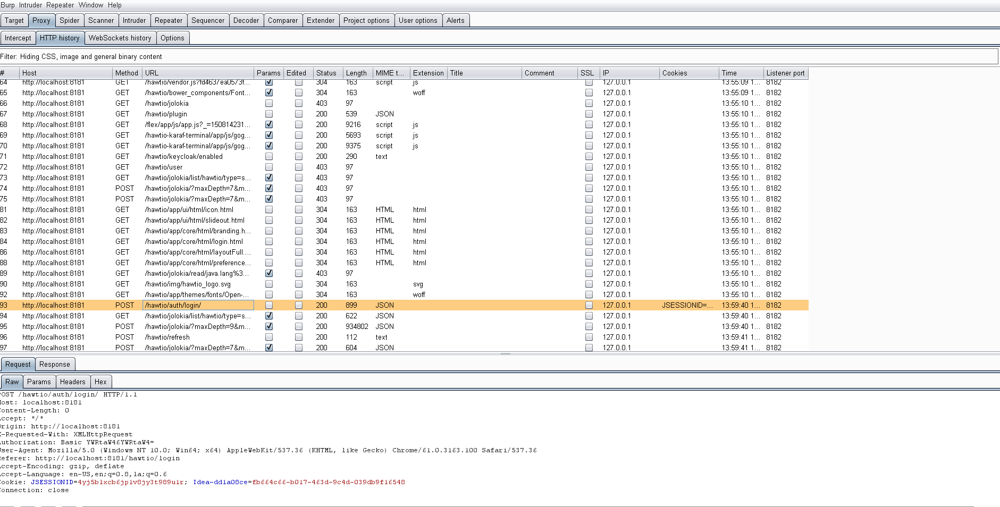 Burp Intruder Repeater Window Help
Target Proxy Spider Scanner Intruder Repeater Sequencer Decoder Comparer Extender Project options User options Alerts
Intercept HTTP history WebSockets history Options
Filter: Hiding CSS, image and general binary content
# Host Method URL Params Edited Status Length MIME t... Extension Title Comment SSL IP Cookies Time Listener port
64 http://localhost:8181 GET /hawtio/vendor.js?fd4637ea0573f... 304 163 script js 127.0.0.1 13:55:09 1... 8182
65 http://localhost:8181 GET /hawtio/bower_components/Font... 304 163 woff 127.0.0.1 13:55:09 1... 8182
66 http://localhost:8181 GET /hawtio/jolokia 403 97 127.0.0.1 13:55:10 1... 8182
67 http://localhost:8181 GET /hawtio/plugin 200 539 JSON 127.0.0.1 13:55:10 1... 8182
68 http://localhost:8181 GET /flex/app/js/app.js?_=150814231... 200 9216 script js 127.0.0.1 13:55:10 1... 8182
69 http://localhost:8181 GET /hawtio-karaf-terminal/app/js/gog... 200 5693 script js 127.0.0.1 13:55:10 1... 8182
70 http://localhost:8181 GET /hawtio-karaf-terminal/app/js/gog... 200 9375 script js 127.0.0.1 13:55:10 1... 8182
71 http://localhost:8181 GET /hawtio/keycloak/enabled 200 290 text 127.0.0.1 13:55:10 1... 8182
72 http://localhost:8181 GET /hawtio/user 403 97 127.0.0.1 13:55:10 1... 8182
73 http://localhost:8181 GET /hawtio/jolokia/list/hawtio/type=s... 403 97 127.0.0.1 13:55:10 1... 8182
74 http://localhost:8181 POST /hawtio/jolokia/?maxDepth=7&m... 403 97 127.0.0.1 13:55:10 1... 8182
75 http://localhost:8181 POST /hawtio/jolokia/?maxDepth=7&m... 403 97 127.0.0.1 13:55:10 1... 8182
81 http://localhost:8181 GET /hawtio/app/ui/html/icon.html 304 163 HTML html 127.0.0.1 13:55:10 1... 8182
82 http://localhost:8181 GET /hawtio/app/ui/html/slideout.html 304 163 HTML html 127.0.0.1 13:55:10 1... 8182
83 http://localhost:8181 GET /hawtio/app/core/html/branding.h... 304 163 HTML html 127.0.0.1 13:55:10 1... 8182
84 http://localhost:8181 GET /hawtio/app/core/html/login.html 304 163 HTML html 127.0.0.1 13:55:10 1... 8182
86 http://localhost:8181 GET /hawtio/app/core/html/layoutFull.... 304 163 HTML html 127.0.0.1 13:55:10 1... 8182
88 http://localhost:8181 GET /hawtio/app/core/html/preference... 304 163 HTML html 127.0.0.1 13:55:10 1... 8182
89 http://localhost:8181 GET /hawtio/jolokia/read/java.lang%3... 403 97 127.0.0.1 13:55:10 1... 8182
90 http://localhost:8181 GET /hawtio/img/hawtio_logo.svg 304 163 svg 127.0.0.1 13:55:10 1... 8182
92 http://localhost:8181 GET /hawtio/app/themes/fonts/Open-... 304 163 woff 127.0.0.1 13:55:10 1... 8182
93 http://localhost:8181 POST /hawtio/auth/login/ 200 899 JSON 127.0.0.1 JSESSIONID=... 13:59:40 1... 8182
94 http://localhost:8181 GET /hawtio/jolokia/list/hawtio/type=s... 200 622 JSON 127.0.0.1 13:59:40 1... 8182
95 http://localhost:8181 POST /hawtio/jolokia/?maxDepth=9&m... 200 934802 JSON 127.0.0.1 13:59:40 1... 8182
96 http://localhost:8181 POST /hawtio/refresh 200 112 text 127.0.0.1 13:59:41 1... 8182
97 http://localhost:8181 POST /hawtio/jolokia/?maxDepth=7&m... 200 604 JSON 127.0.0.1 13:59:41 1... 8182
Request Response
Raw Params Headers Hex
POST /hawtio/auth/login/ HTTP/1.1
Host: localhost:8181
Content-Length: 0
Accept: */*
Origin: http://localhost:8181
X-Requested-With: XMLHttpRequest
Authorization: Basic YWRtaW46YWRtaW4=
User-Agent: Mozilla/5.0 (Windows NT 10.0; Win64; x64) AppleWebKit/537.36 (KHTML, like Gecko) Chrome/61.0.3163.100 Safari/537.36
Referer: http://localhost:8181/hawtio/login
Accept-Encoding: gzip, deflate
Accept-Language: en-US,en;q=0.8,la;q=0.6
Cookie: JSESSIONID=4yj5blxcb6jp1v8jy3t989u1r; Idea-dd1a08ce=fb664c66-b017-463d-9c4d-039db9f16548
Connection: close